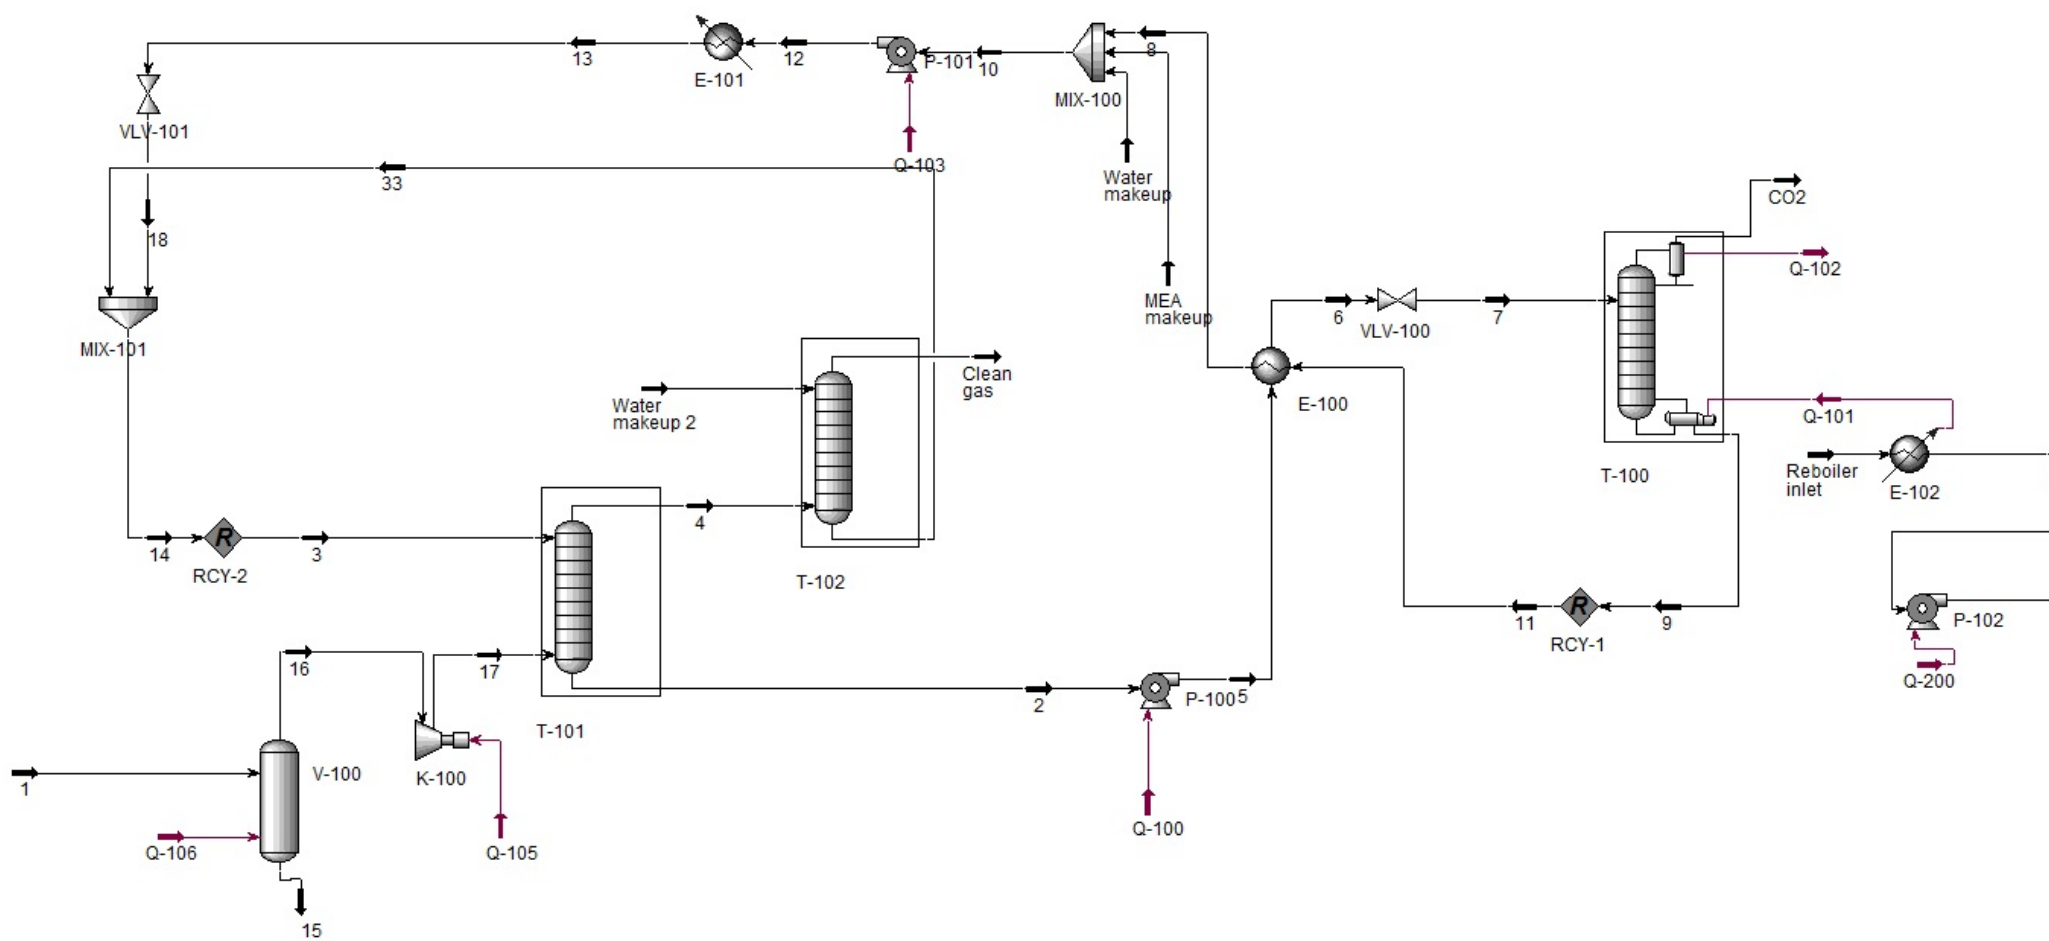 8
13
12
P-101
10
E-101
MIX-100
VLV-101
Q-103
33
Water
makeup
CO2
18
Q-102
MEA
makeup
6
VLV-100
7
MIX-101
Clean
gas
E-100
Water
makeup 2
Q-101
Reboiler
inlet
T-100
E-102
4
14
R
3
RCY-2
T-102
R
11
9
RCY-1
P-102
16
17
Q-200
2
P-100
5
T-101
V-100
K-100
1
Q-106
Q-105
Q-100
15